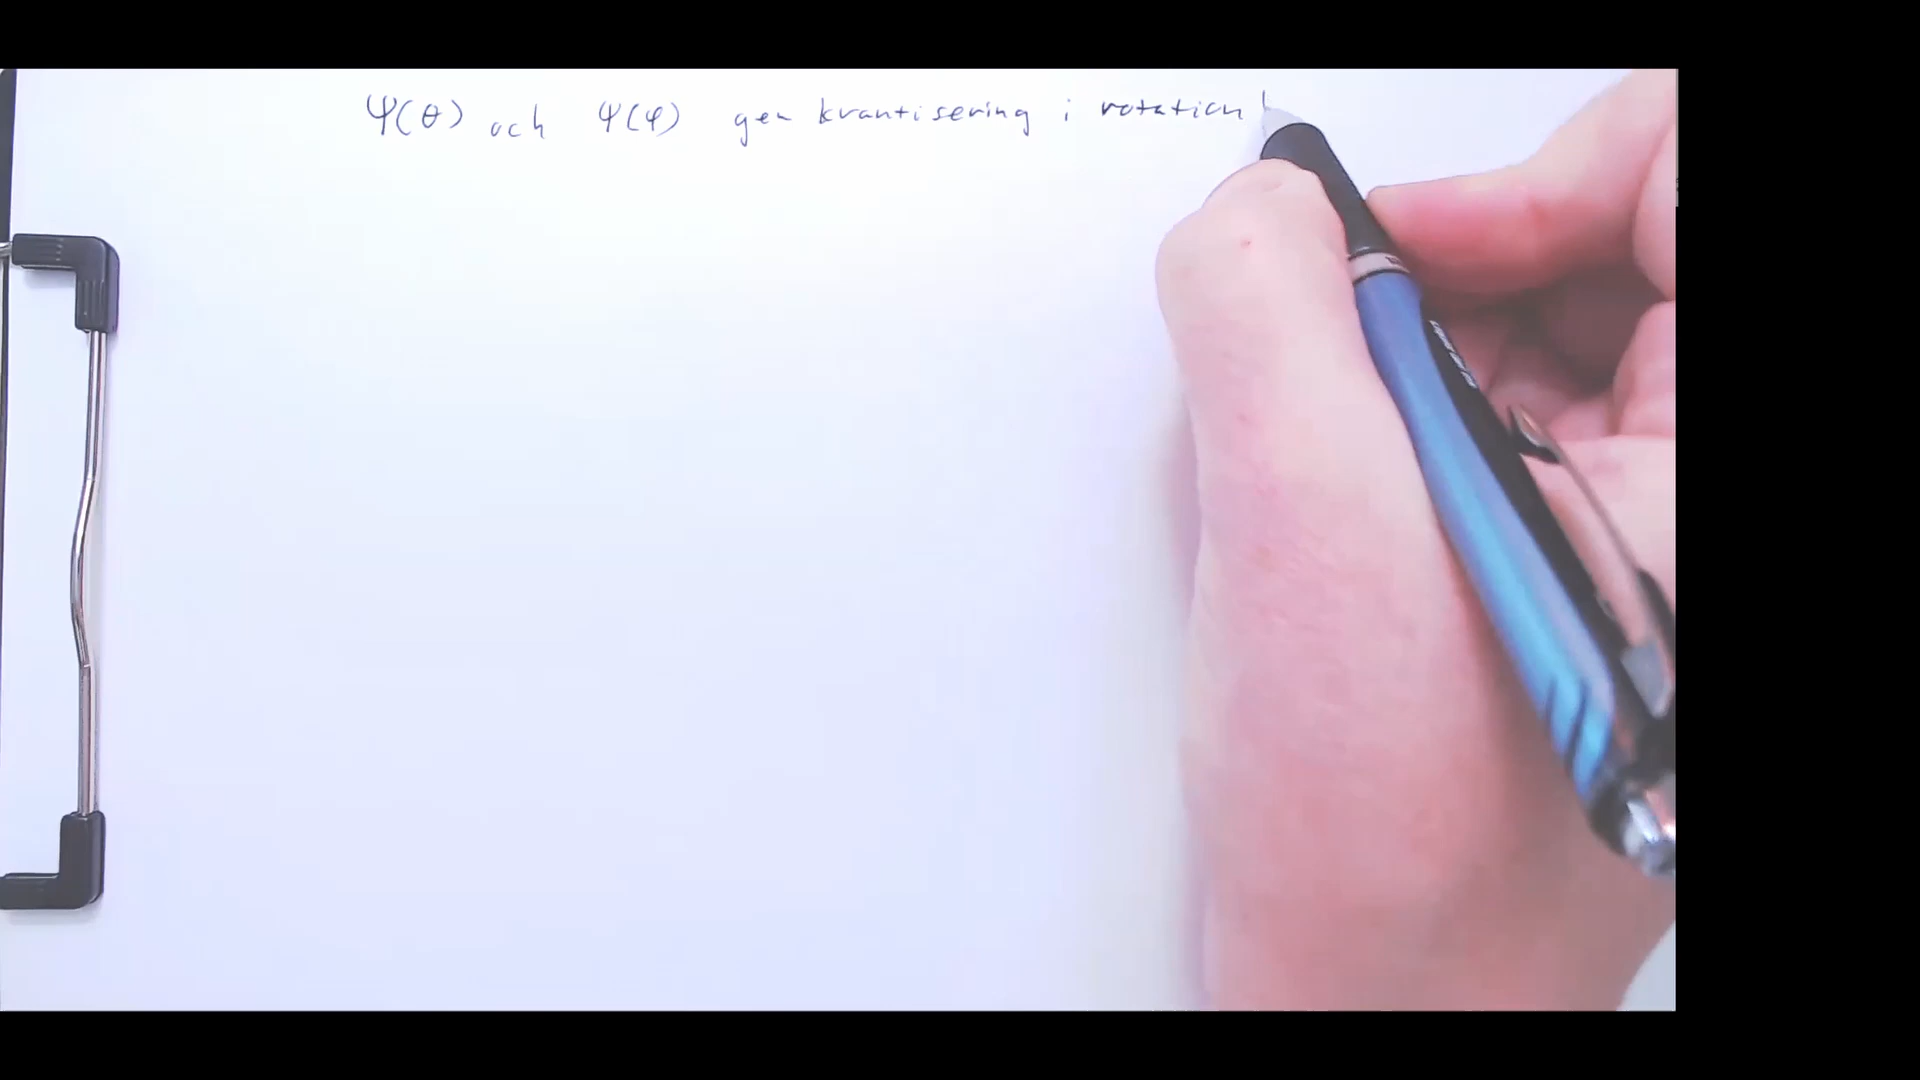 Ψ(θ) och Ψ(φ) ger kvantisering i rotation